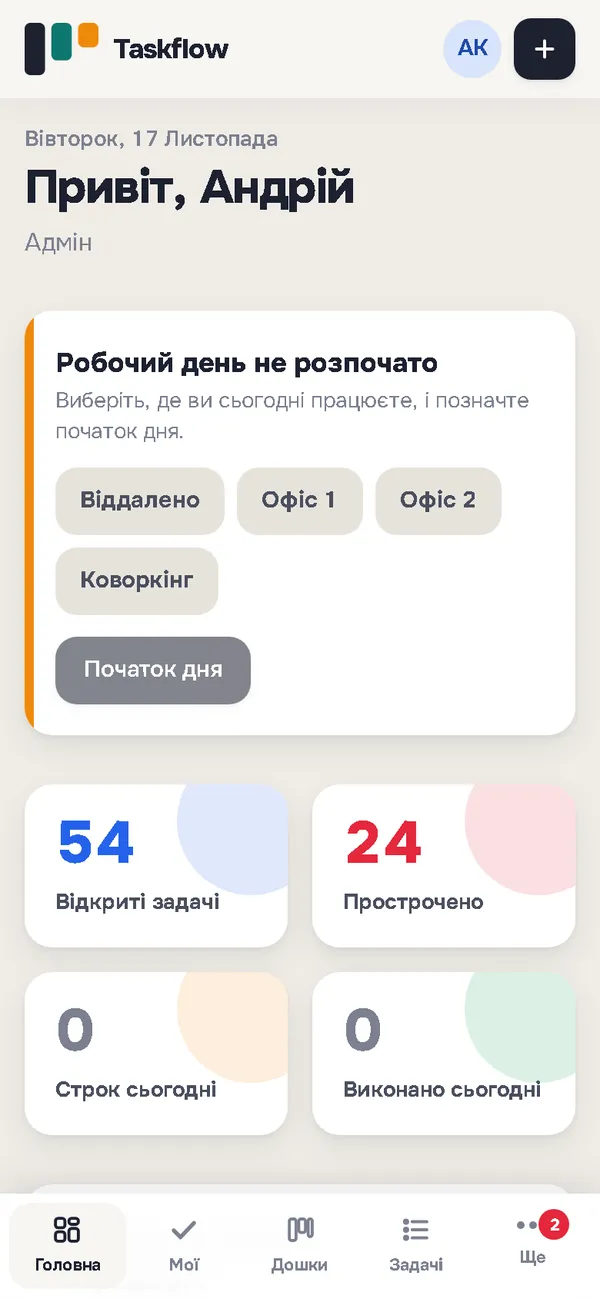 Taskflow
АК
+
Вівторок, 17 Листопада
Привіт, Андрій
Адмін
Робочий день не розпочато
Виберіть, де ви сьогодні працюєте, і позначте
початок дня.
Віддалено
Офіс 1
Офіс 2
Коворкінг
Початок дня
54
Відкриті задачі
24
Прострочено
0
Строк сьогодні
0
Виконано сьогодні
Головна
Мої
Дошки
Задачі
2
Ще